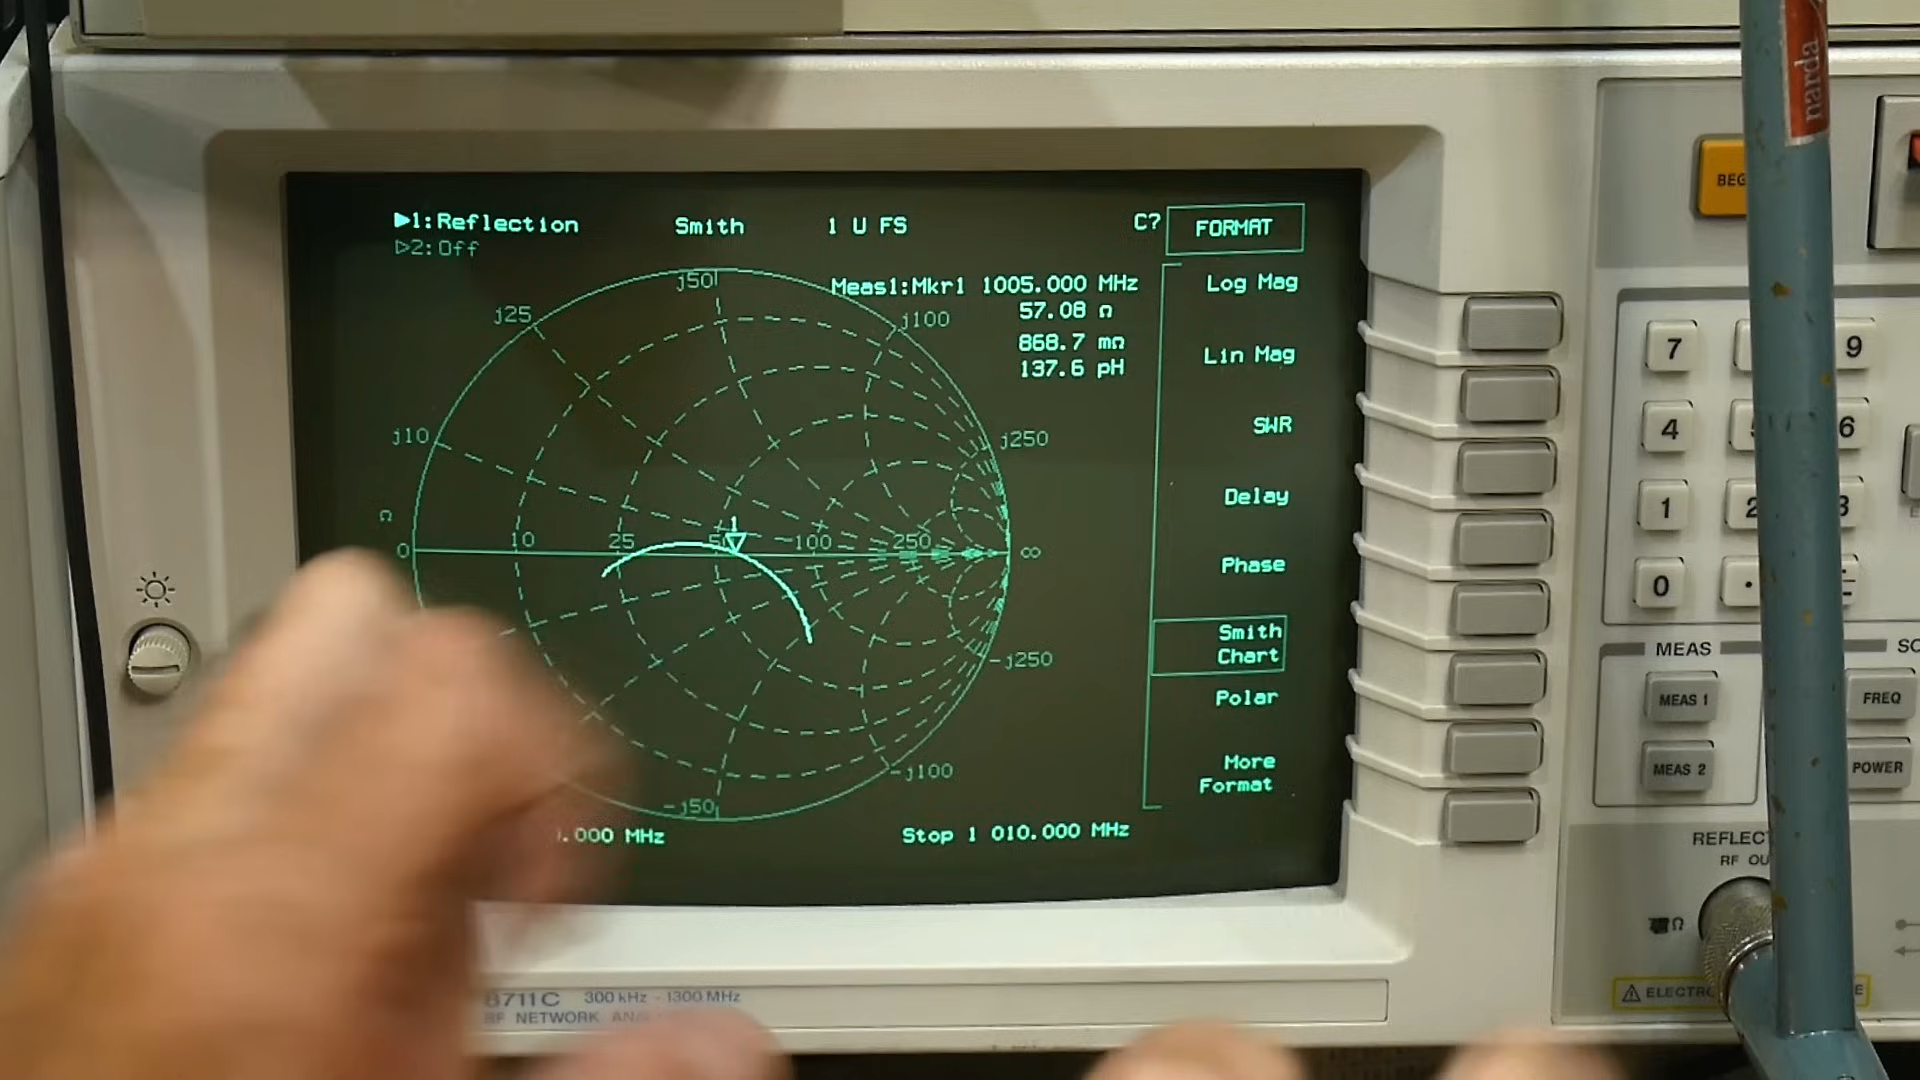 narda
BEG
▶1:Reflection Smith 1 U FS C? FORMAT
▷2:Off
Log Mag
Meas1:Mkr1 1005.000 MHz
57.08 Ω
868.7 mΩ
137.6 pH
j50
j25
j100
Lin Mag
7
9
SWR
4
6
j10
j250
Delay
1
2
3
Ω
1
0 10 25 50 100 250 ∞
Phase
0
.
Smith
Chart
-j250
Polar
MEAS
SO
MEAS 1
FREQ
MEAS 2
POWER
-j100
More
Format
-j50
.000 MHz Stop 1 010.000 MHz
REFLEC
RF OU
Ω
ELECTR
E
8711C 300 kHz - 1300 MHz
RF NETWORK ANA